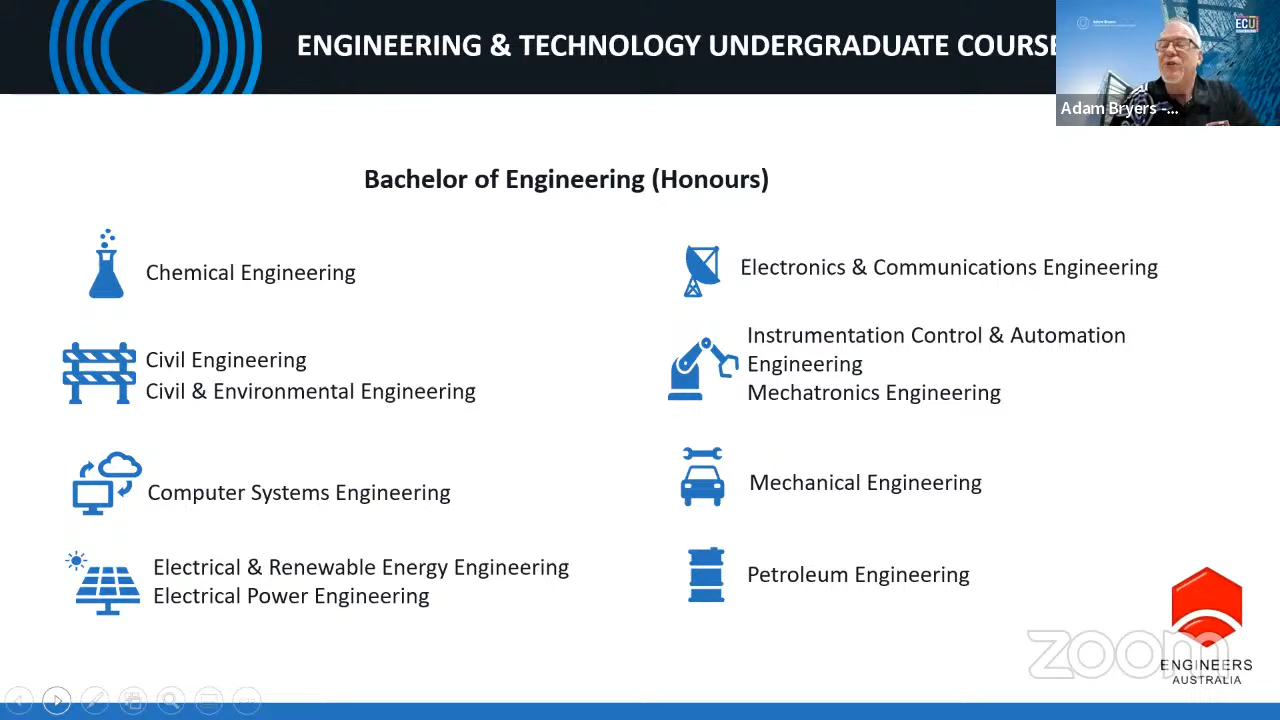 ENGINEERING & TECHNOLOGY UNDERGRADUATE COURSE
ECU
Adam Bryers -...
Bachelor of Engineering (Honours)
Chemical Engineering
Civil Engineering
Civil & Environmental Engineering
Computer Systems Engineering
Electrical & Renewable Energy Engineering
Electrical Power Engineering
Electronics & Communications Engineering
Instrumentation Control & Automation
Engineering
Mechatronics Engineering
Mechanical Engineering
Petroleum Engineering
zoom
ENGINEERS
AUSTRALIA